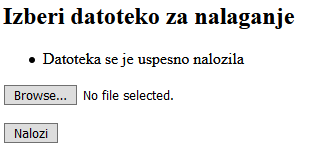 Izberi datoteko za nalaganje
Datoteka se je uspesno nalozila
Browse... No file selected.
Nalozi